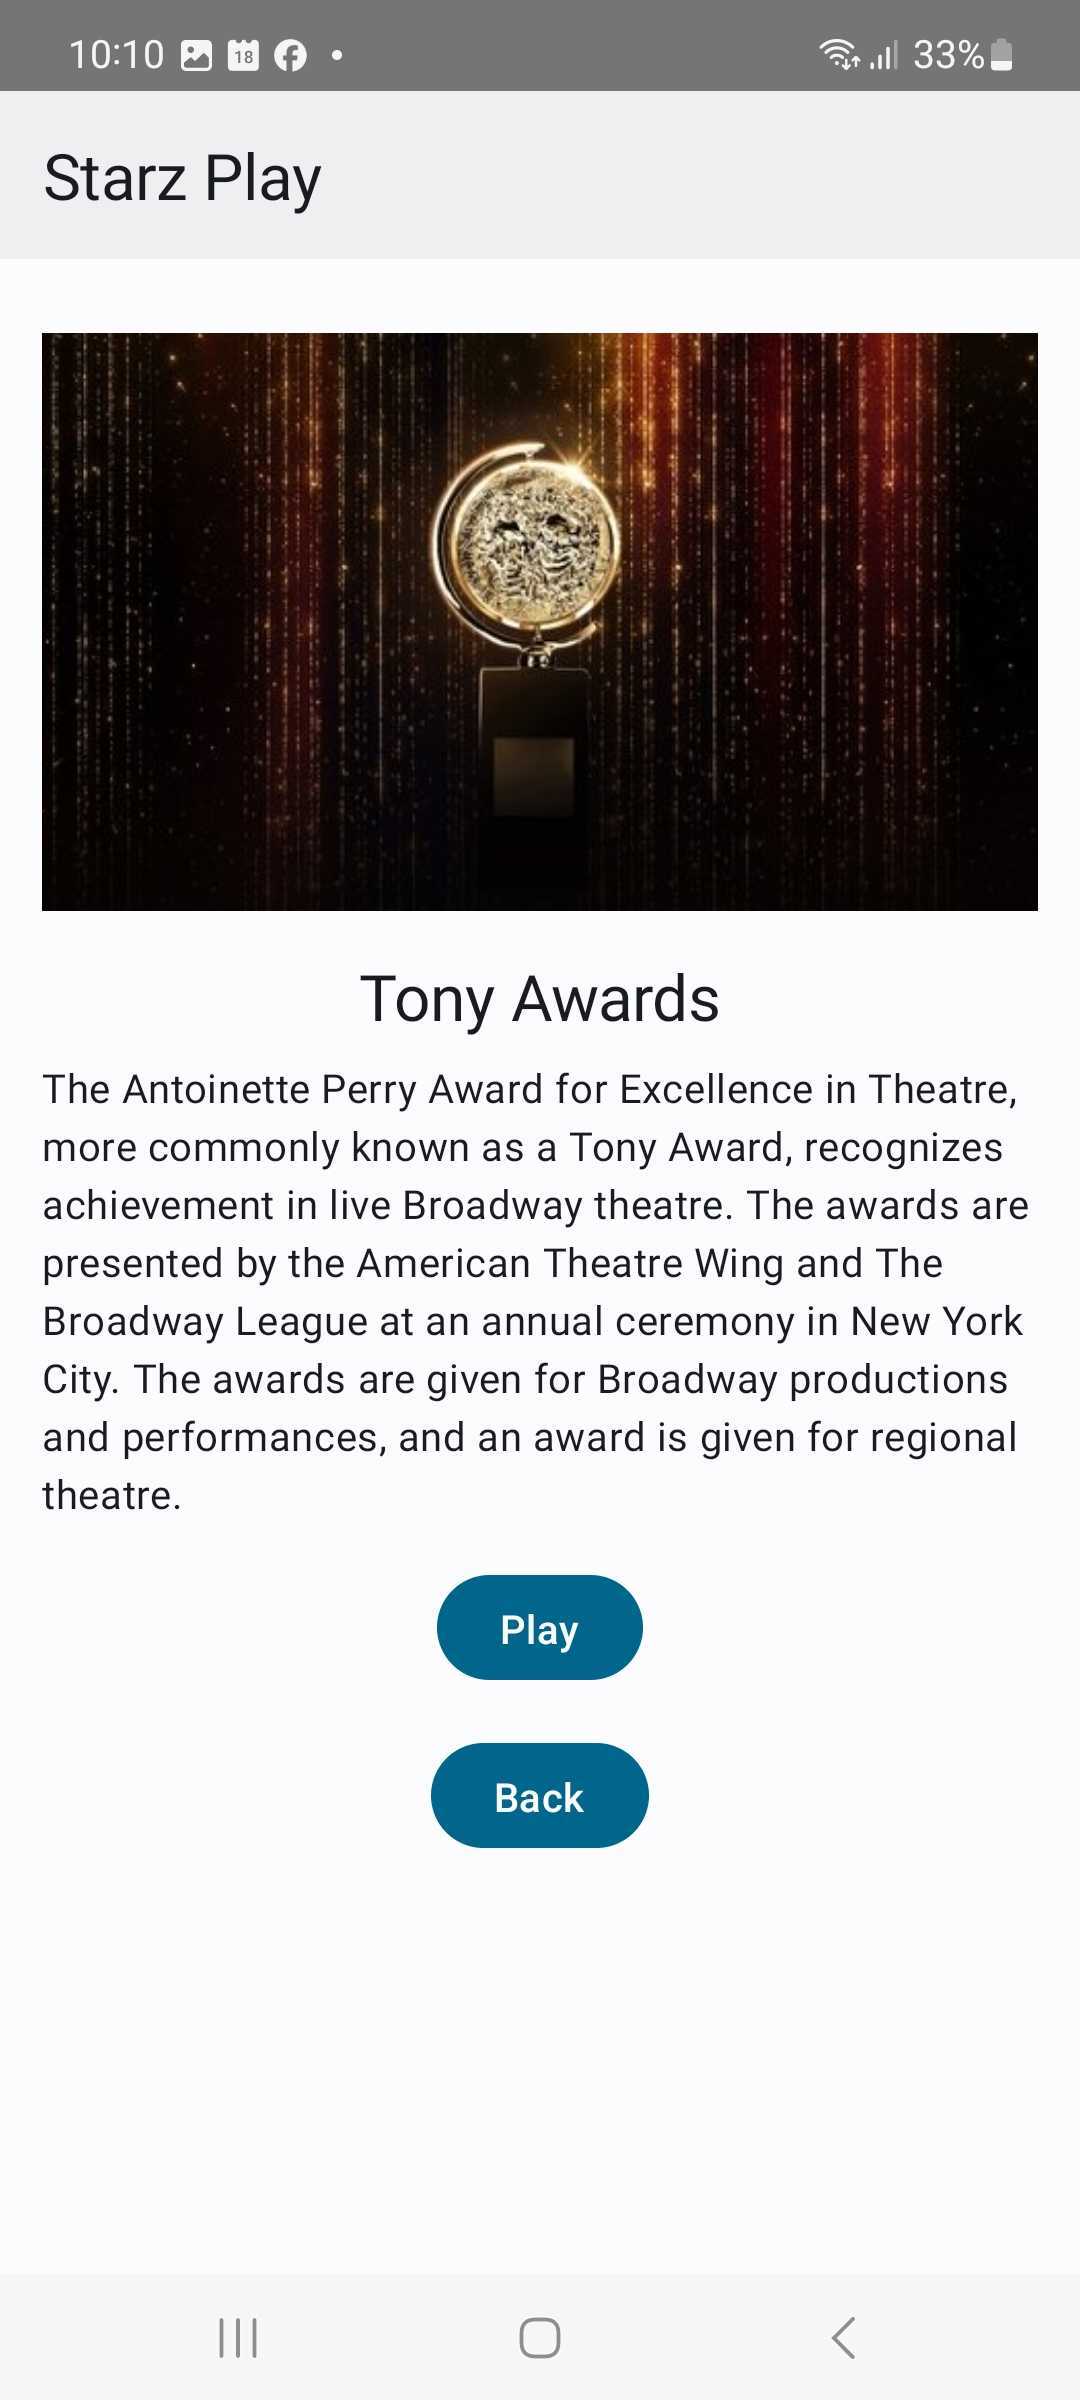 10:10 18 33%
Starz Play
Tony Awards
The Antoinette Perry Award for Excellence in Theatre,
more commonly known as a Tony Award, recognizes
achievement in live Broadway theatre. The awards are
presented by the American Theatre Wing and The
Broadway League at an annual ceremony in New York
City. The awards are given for Broadway productions
and performances, and an award is given for regional
theatre.
Play
Back